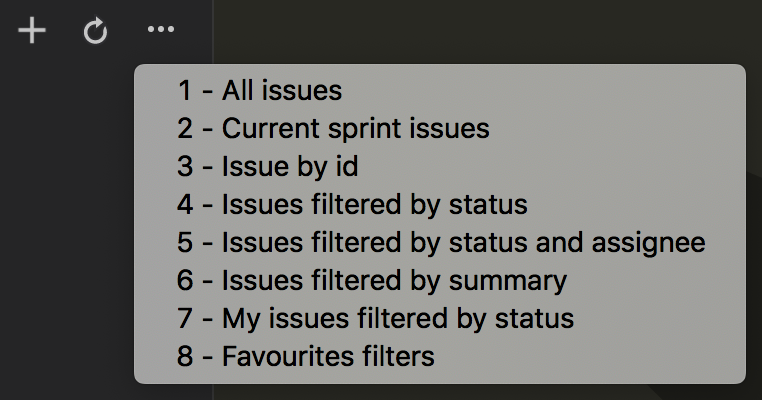 1 - All issues
2 - Current sprint issues
3 - Issue by id
4 - Issues filtered by status
5 - Issues filtered by status and assignee
6 - Issues filtered by summary
7 - My issues filtered by status
8 - Favourites filters